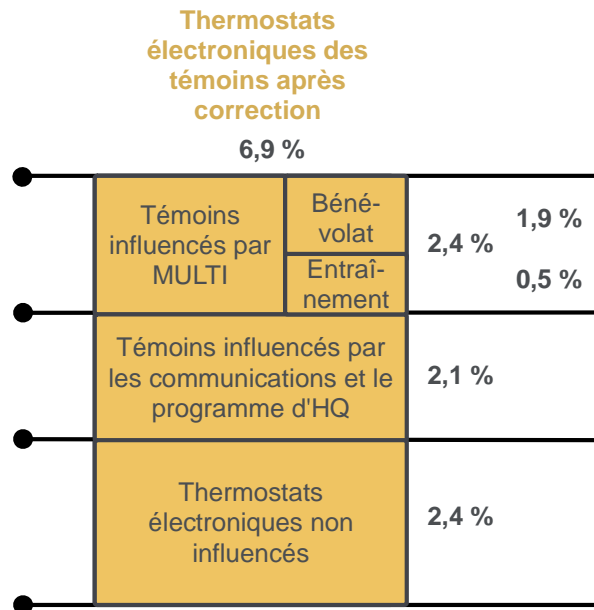 Thermostats
électroniques des
témoins après
correction
6,9 %
Témoins
influencés par
MULTI
Béné-
volat
Entraî-
nement
2,4 %
1,9 %
0,5 %
Témoins influencés par
les communications et le
programme d'HQ
2,1 %
Thermostats
électroniques non
influencés
2,4 %